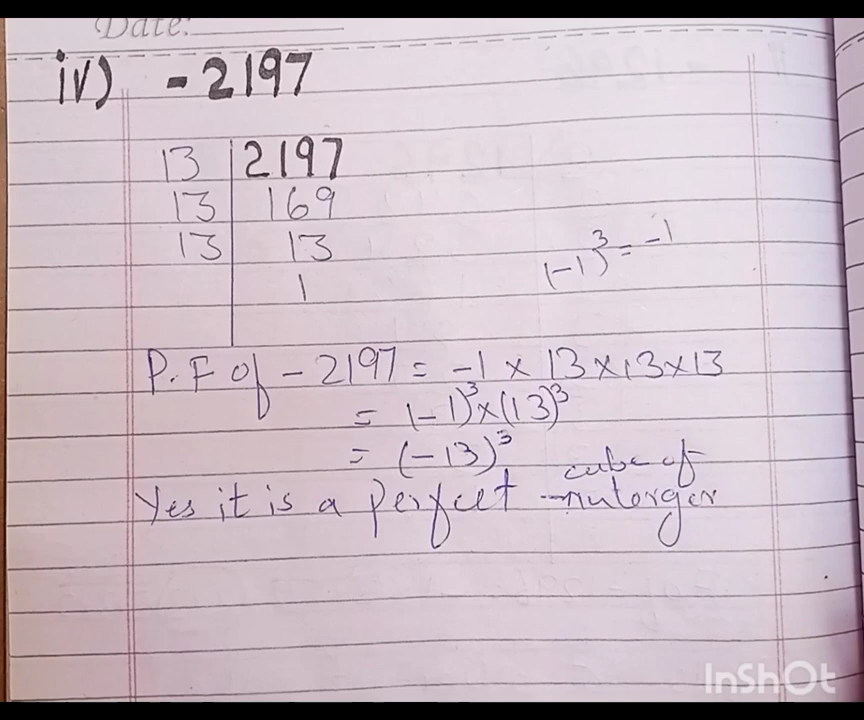 Date:
iv) -2197
13 | 2197
13 | 169
13 | 13
1
(-1)³ = -1
P.F of - 2197 = -1 × 13 × 13 × 13
= (-1)³ × (13)³
= (-13)³
cube of
Yes it is a perfect
InShOt